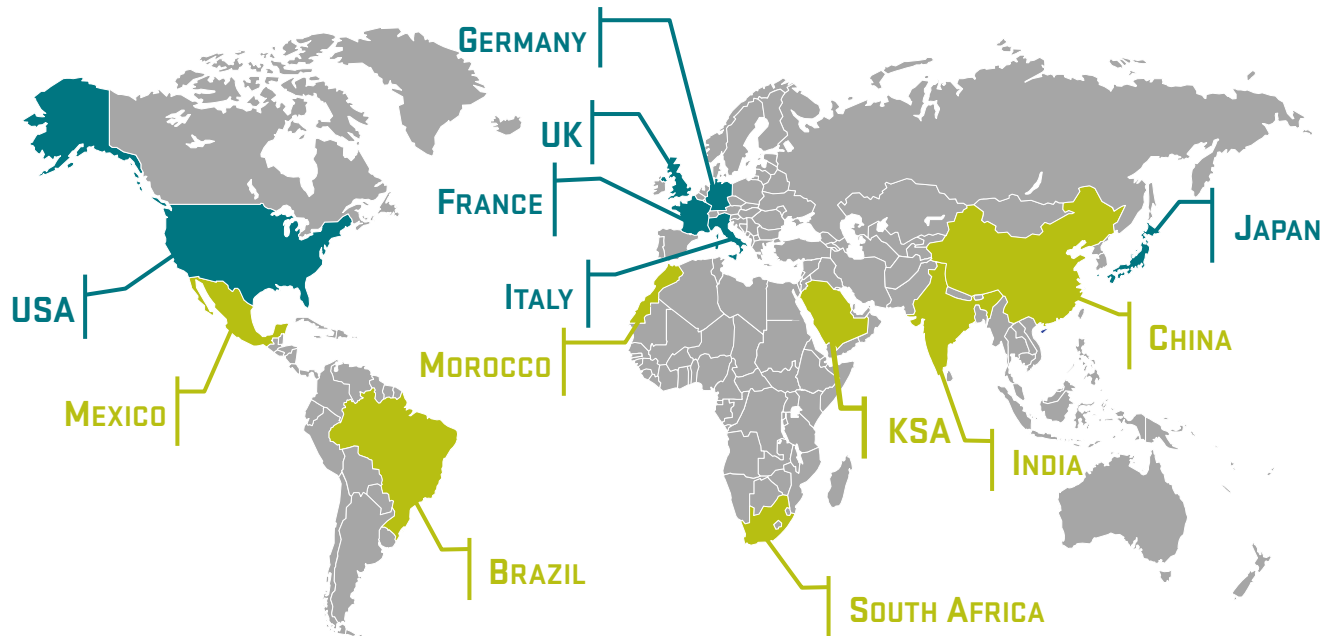 GERMANY
UK
FRANCE
JAPAN
ITALY
USA
CHINA
MOROCCO
MEXICO
KSA
INDIA
BRAZIL
SOUTH AFRICA